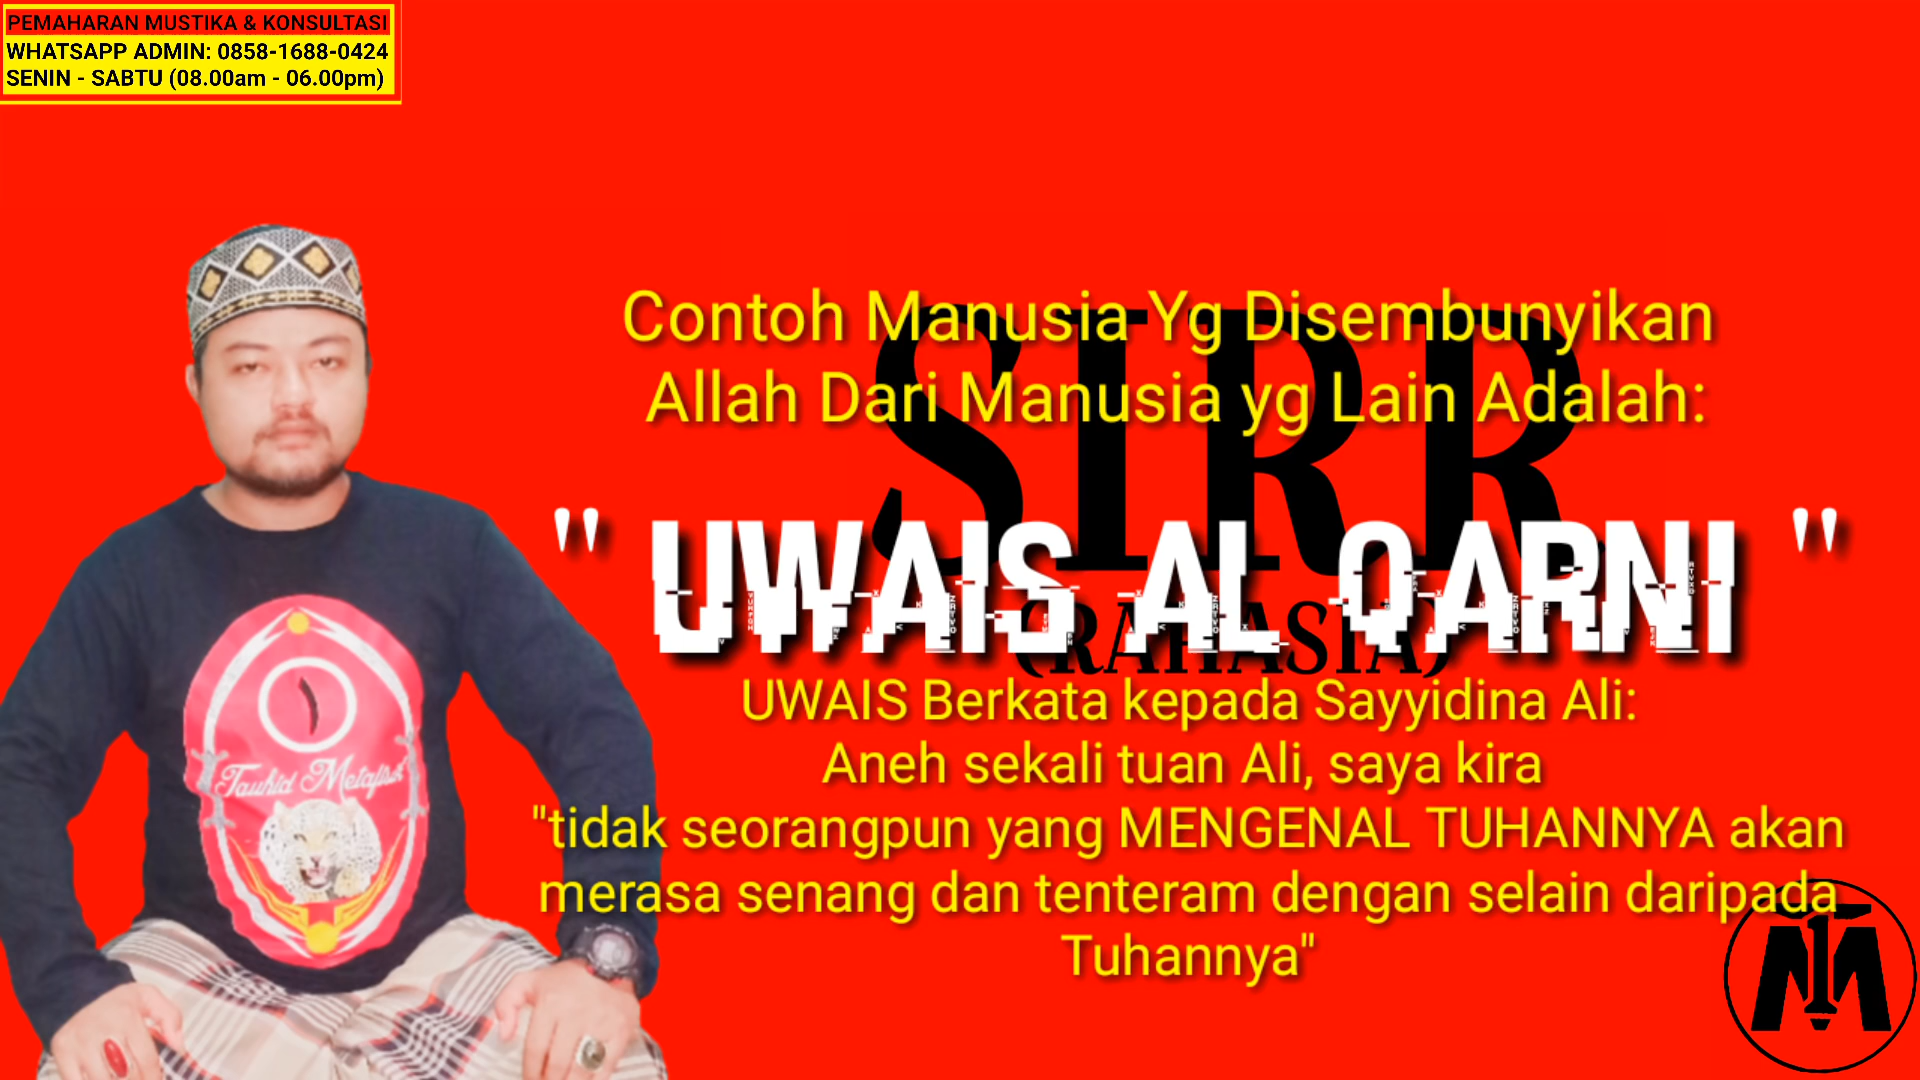 PEMAHARAN MUSTIKA & KONSULTASI
WHATSAPP ADMIN: 0858-1688-0424
SENIN - SABTU (08.00am - 06.00pm)
Contoh Manusia Yg Disembunyikan
Allah Dari Manusia yg Lain Adalah:
SIRR
" UWAIS AL QARNI "
(RAHASIA)
UWAIS Berkata kepada Sayyidina Ali:
Aneh sekali tuan Ali, saya kira
"tidak seorangpun yang MENGENAL TUHANNYA akan
merasa senang dan tenteram dengan selain daripada
Tuhannya"
Tauhid Metafisik